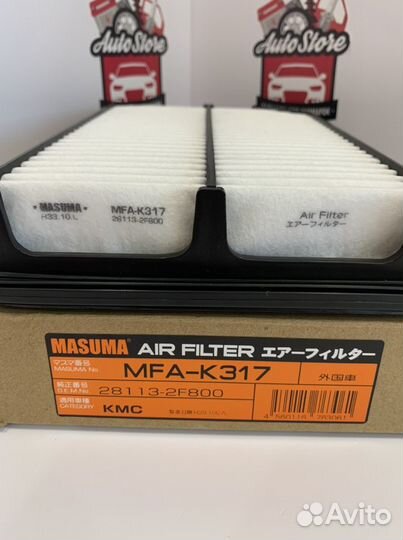 AutoStore
AutoStore
• MASUMA •
H33.10.L
MFA-K317
28113-2F800
Air Filter
エアーフィルター
MASUMA AIR FILTER エアーフィルター
マスマ番号
MASUMA No
MFA-K317
外国車
純正番号
O.E.M.No
28113-2F800
適用車種
CATEGORY
KMC
Avito